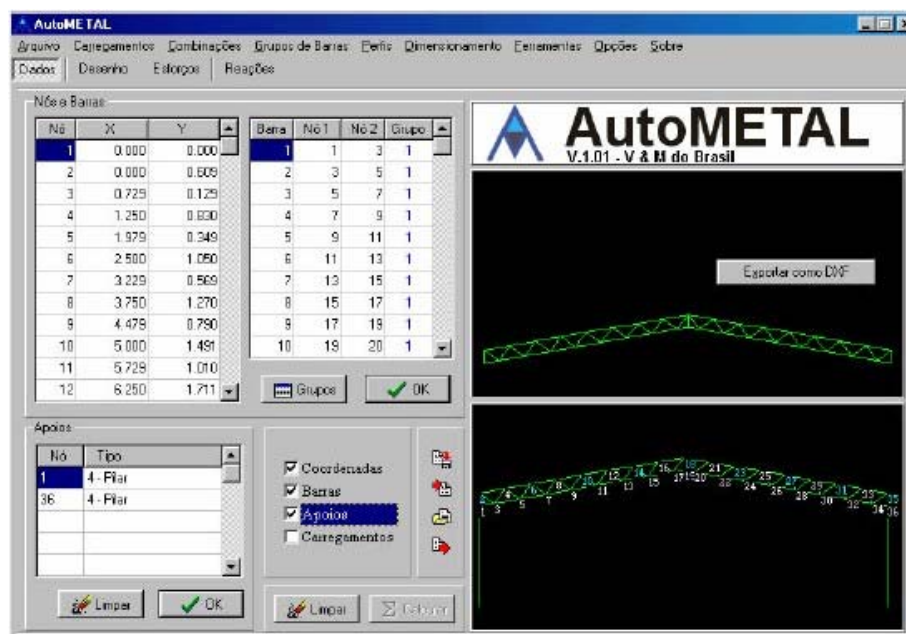 AutoMETAL
Arquivo Carregamentos Combinações Grupos de Barras Perfis Dimensionamento Ferramentas Opções Sobre
Dados Desenho Esforços Reações
Nós e Barras
Nó X Y
1 0.000 0.000
2 0.000 0.609
3 0.729 0.129
4 1.250 0.830
5 1.979 0.349
6 2.500 1.050
7 3.229 0.569
8 3.750 1.270
9 4.479 0.790
10 5.000 1.491
11 5.729 1.010
12 6.250 1.711
Barra Nó 1 Nó 2 Grupo
1 1 3 1
2 3 5 1
3 5 7 1
4 7 9 1
5 9 11 1
6 11 13 1
7 13 15 1
8 15 17 1
9 17 19 1
10 19 20 1
Grupos OK
AutoMETAL
V.1.01 - V & M do Brasil
Exportar como DXF
Apoios
Nó Tipo
1 4 - Pilar
36 4 - Pilar
Limpar OK
Coordenadas
Barras
Apoios
Carregamentos
Limpar Calcular